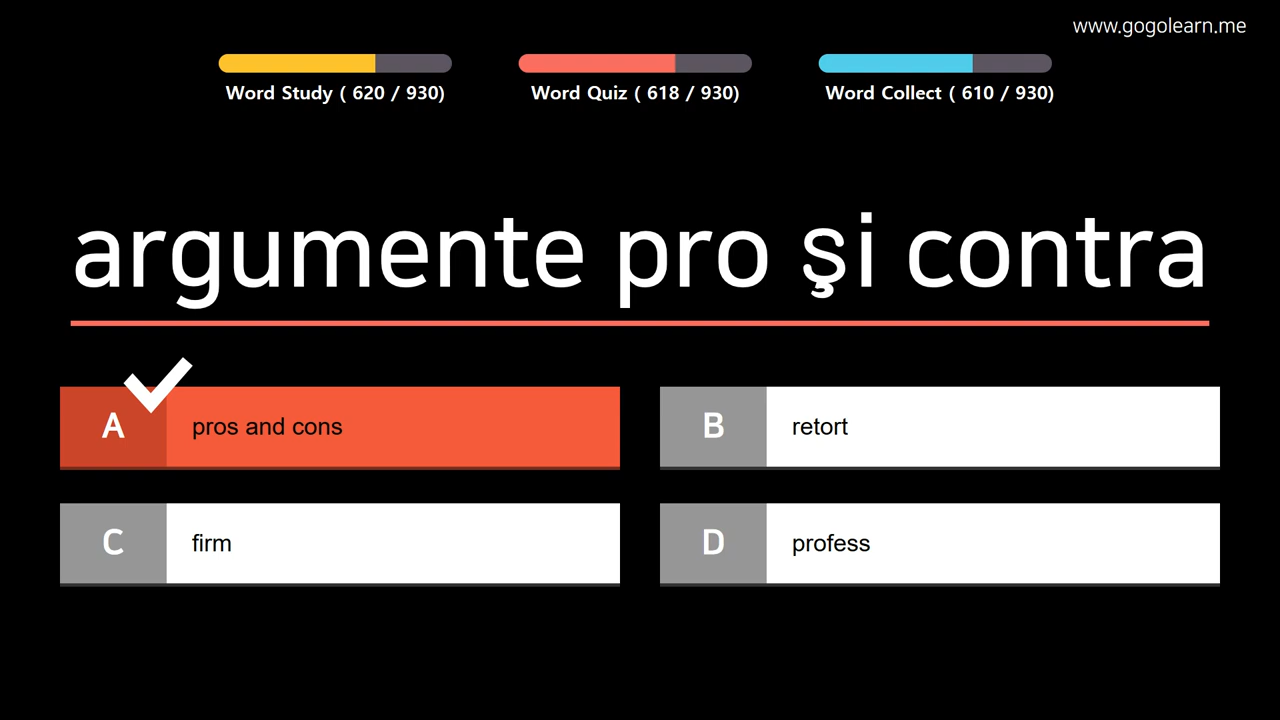 www.gogolearn.me
Word Study ( 620 / 930)
Word Quiz ( 618 / 930)
Word Collect ( 610 / 930)
argumente pro şi contra
A pros and cons
B retort
C firm
D profess